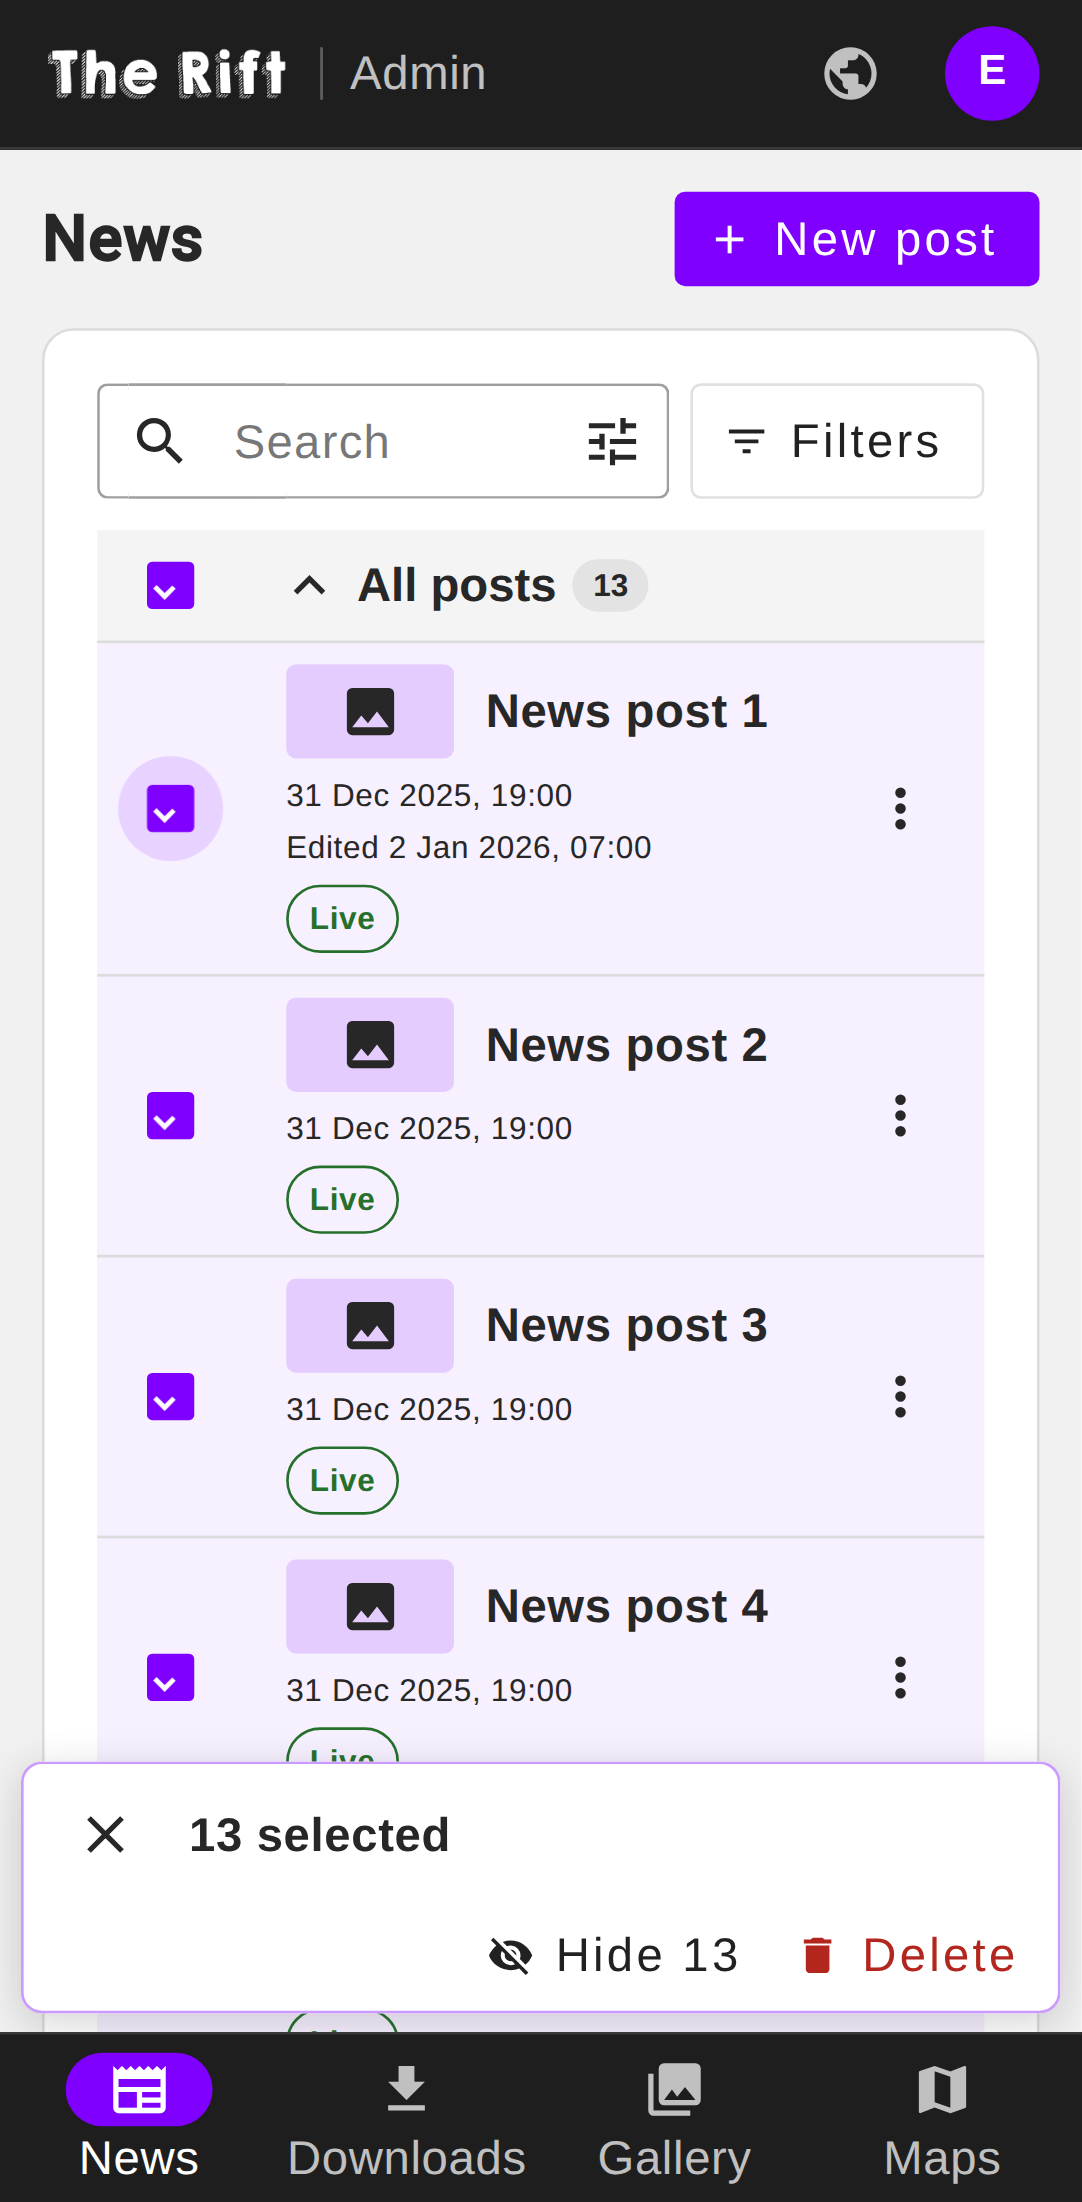 The Rift Admin E
News
+ New post
Search
Filters
All posts 13
News post 1
31 Dec 2025, 19:00
Edited 2 Jan 2026, 07:00
Live
News post 2
31 Dec 2025, 19:00
Live
News post 3
31 Dec 2025, 19:00
Live
News post 4
31 Dec 2025, 19:00
Live
13 selected
Hide 13 Delete
News Downloads Gallery Maps